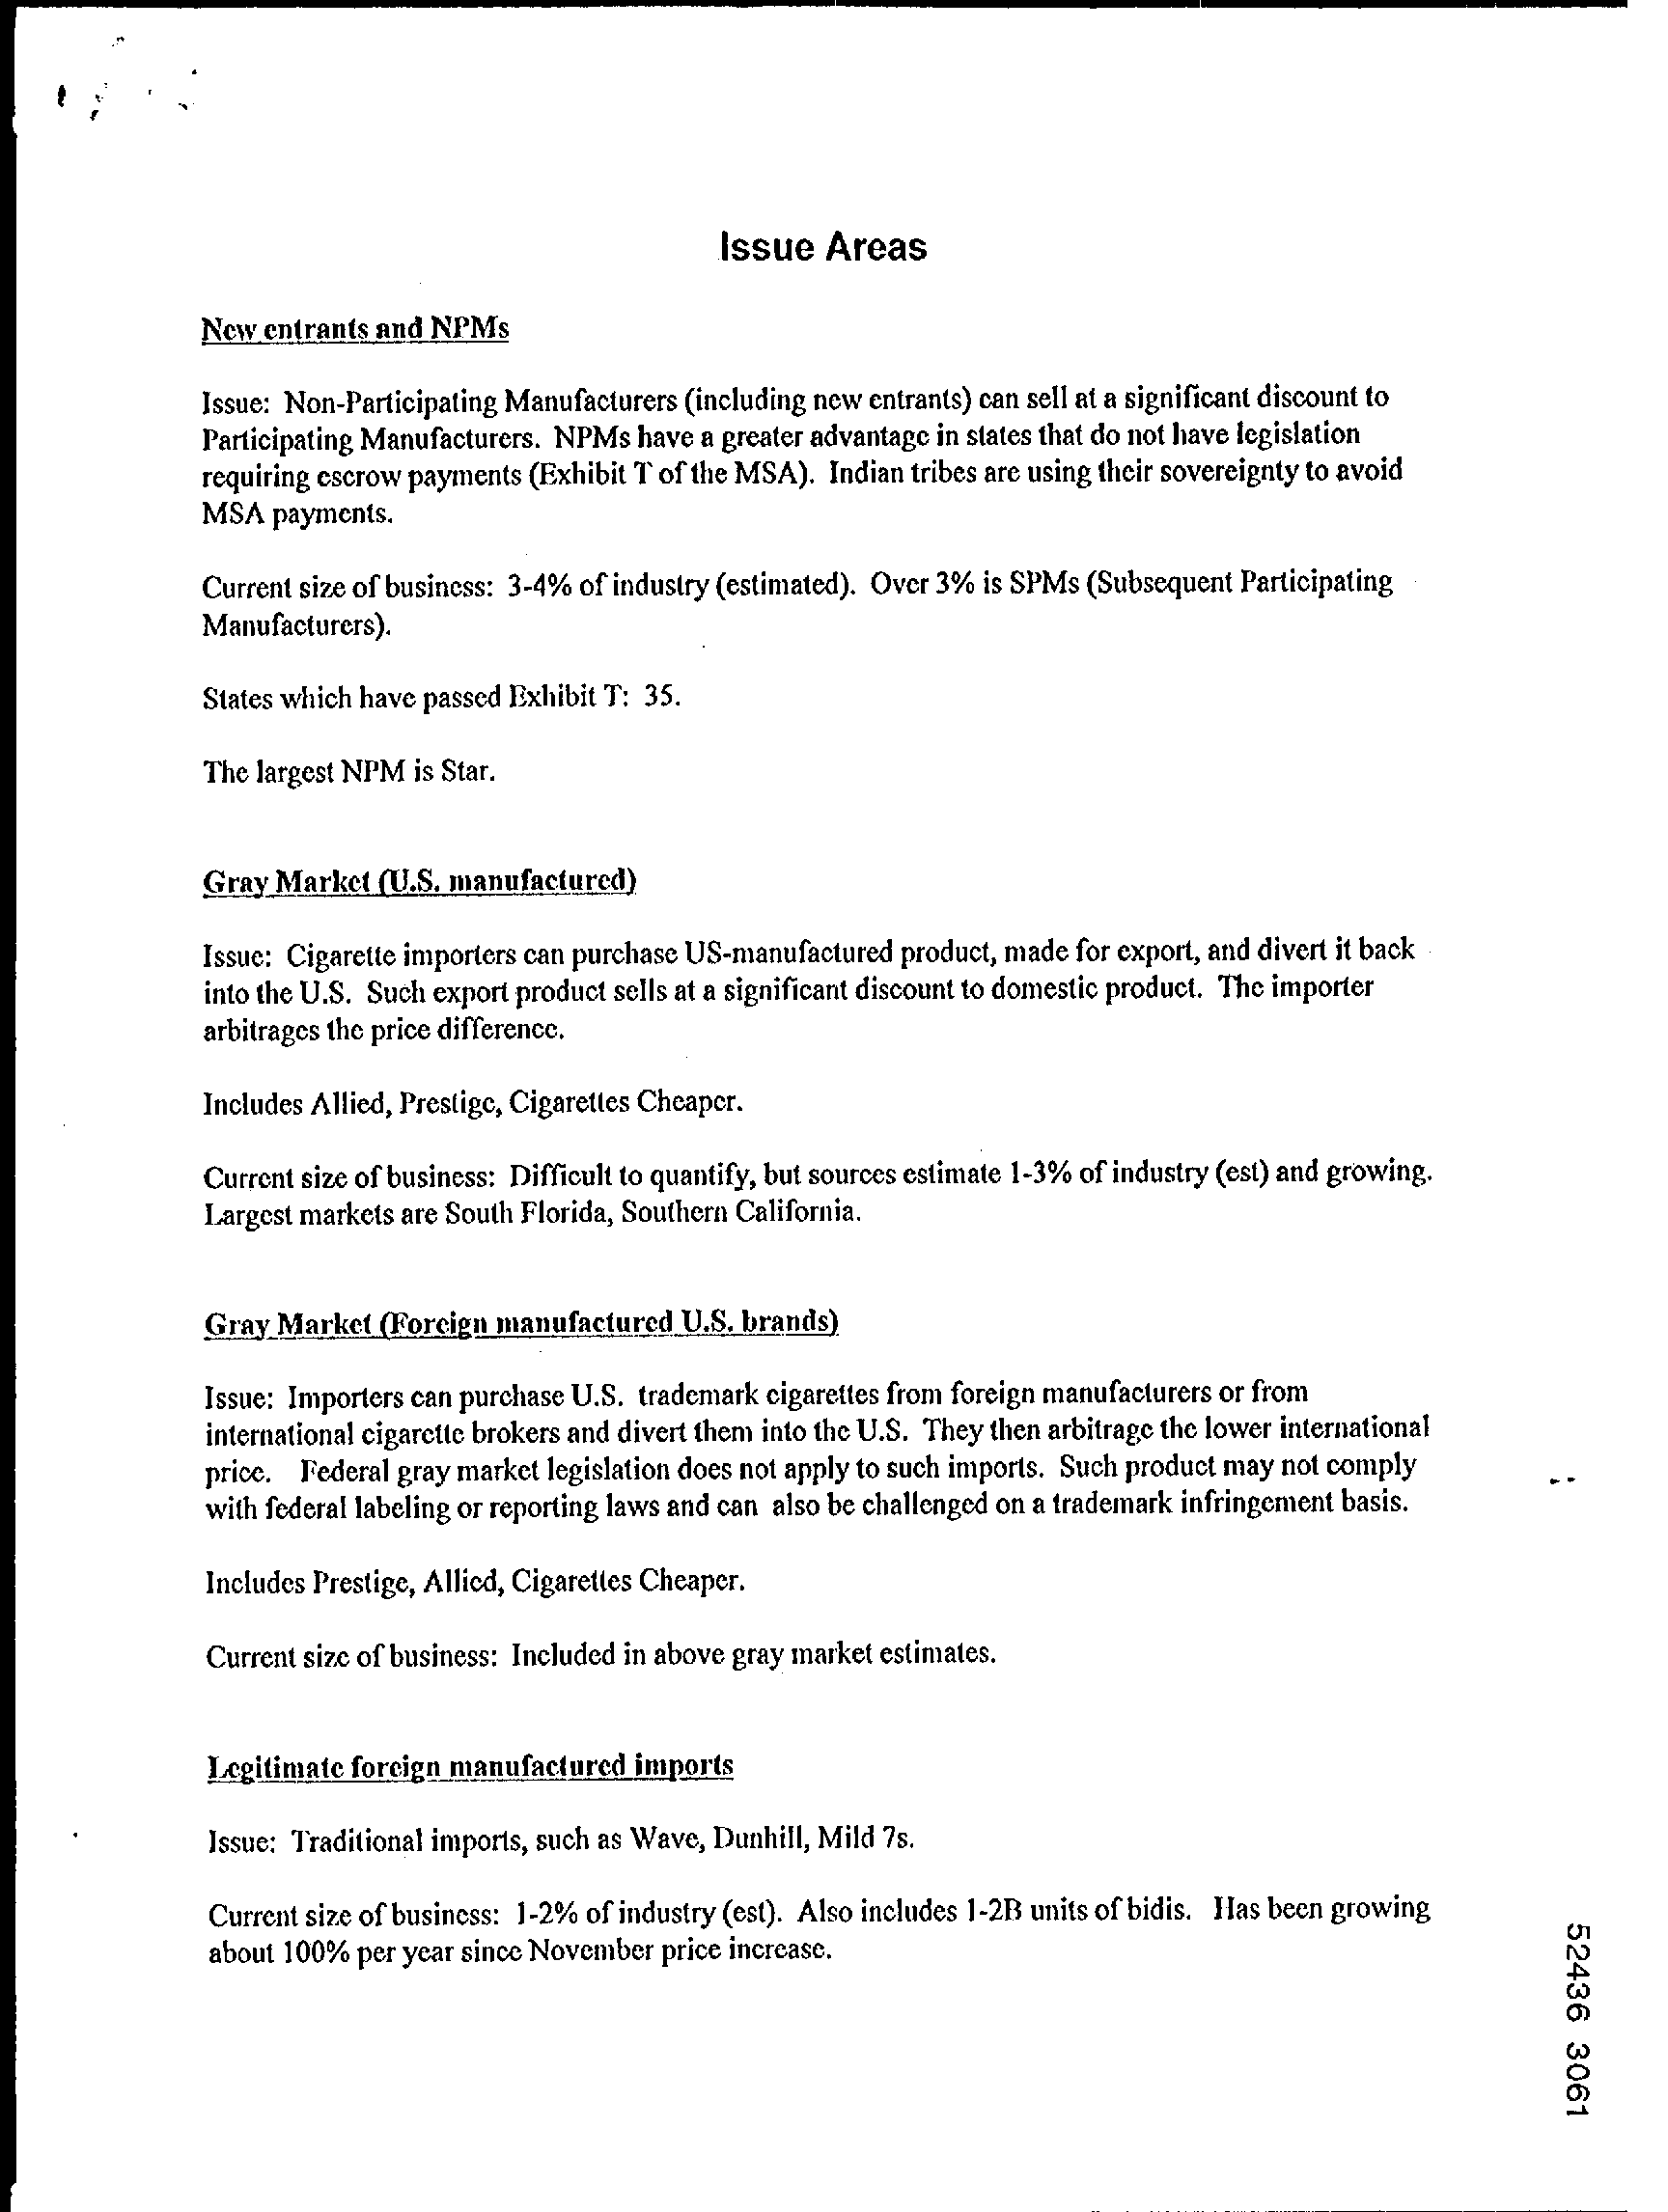 Issue Areas
New entrants and NPMs
Issue: Non-Participating Manufacturers (including new entrants) can sell at a significant discount to
Participating Manufacturers. NPMs have a greater advantage in states that do not have legislation
requiring escrow payments (Exhibit T of the MSA). Indian tribes are using their sovereignty to avoid
MSA payments.
Current size of business: 3-4% of industry (estimated). Over 3% is SPMs (Subsequent Participating
Manufacturers).
States which have passed Exhibit T: 35.
The largest NPM is Star.
Gray Market (U.S. manufactured)
Issue: Cigarette importers can purchase US-manufactured product, made for export, and divert it back
into the U.S. Such export product sells at a significant discount to domestic product. The importer
arbitrages the price difference.
Includes Allied, Prestige, Cigarettes Cheaper.
Current size of business: Difficult to quantify, but sources estimate 1-3% of industry (est) and growing.
Largest markets are South Florida, Southern California.
Gray Market (Foreign manufactured U.S. brands)
Issue: Importers can purchase U.S. trademark cigarettes from foreign manufacturers or from
international cigarette brokers and divert them into the U.S. They then arbitrage the lower international
price. Federal gray market legislation does not apply to such imports. Such product may not comply
with federal labeling or reporting laws and can also be challenged on a trademark infringement basis.
Includes Prestige, Allied, Cigarettes Cheaper.
Current size of business: Included in above gray market estimates.
Legitimate foreign manufactured imports
Issue: Traditional imports, such as Wave, Dunhill, Mild 7s.
Current size of business: 1-2% of industry (est). Also includes 1-2B units of bidis. Has been growing
about 100% per year since November price increase.
52436 3061